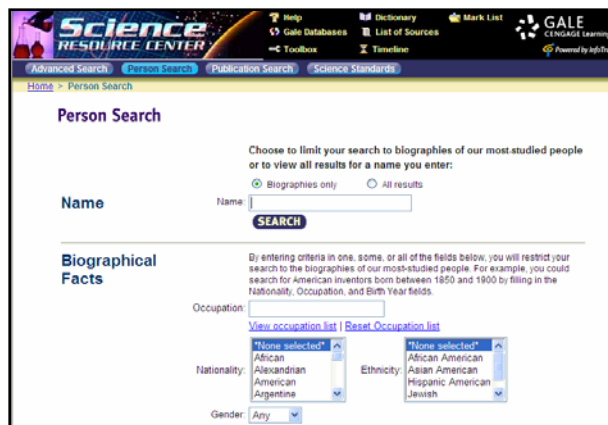 Science
RESOURCE CENTER
Help
Gale Databases
Toolbox
Dictionary
List of Sources
Timeline
Mark List
GALE
CENGAGE Learning
Powered by InfoTr
Advanced Search
Person Search
Publication Search
Science Standards
Home > Person Search
Person Search
Choose to limit your search to biographies of our most-studied people
or to view all results for a name you enter:
Biographies only
All results
Name
Name:
SEARCH
Biographical
Facts
By entering criteria in one, some, or all of the fields below, you will restrict your
search to the biographies of our most-studied people. For example, you could
search for American inventors born between 1850 and 1900 by filling in the
Nationality, Occupation, and Birth Year fields.
Occupation:
View occupation list | Reset Occupation list
Nationality:
*None selected*
African
Alexandrian
American
Argentine
Ethnicity:
*None selected*
African American
Asian American
Hispanic American
Jewish
Gender:
Any